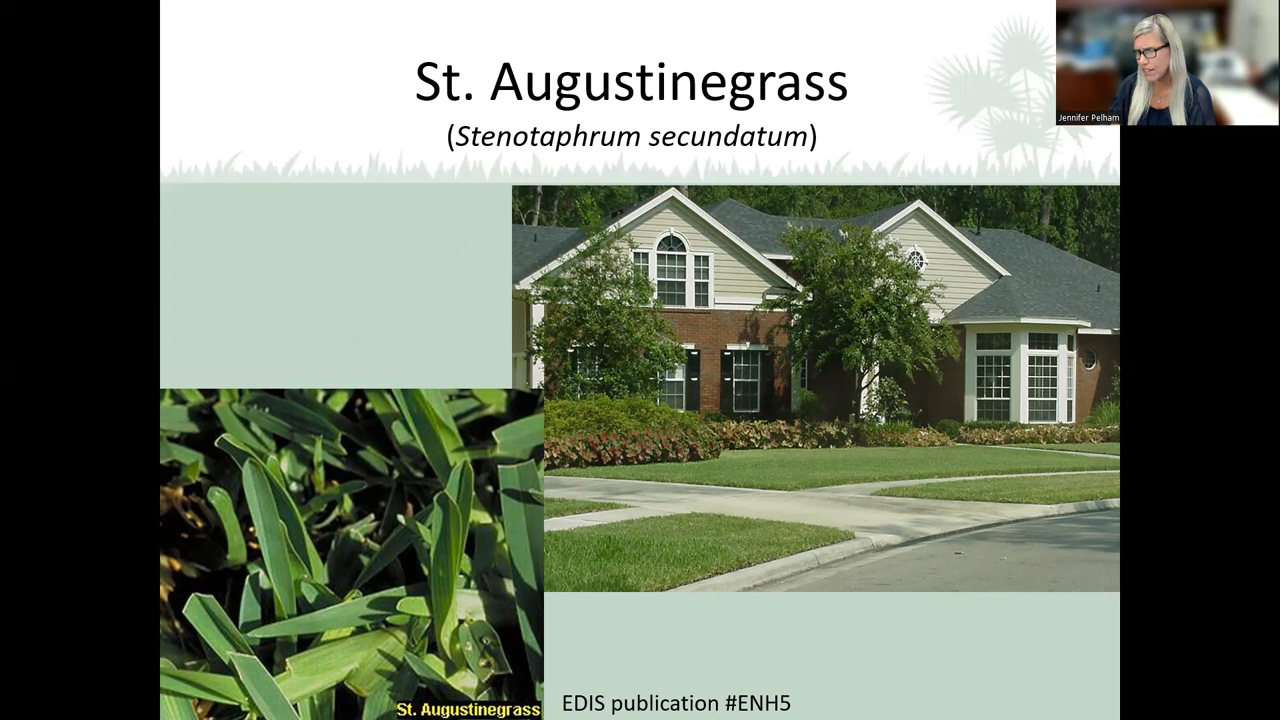 St. Augustinegrass
(Stenotaphrum secundatum)
Jennifer Pelham
St. Augustinegrass
EDIS publication #ENH5